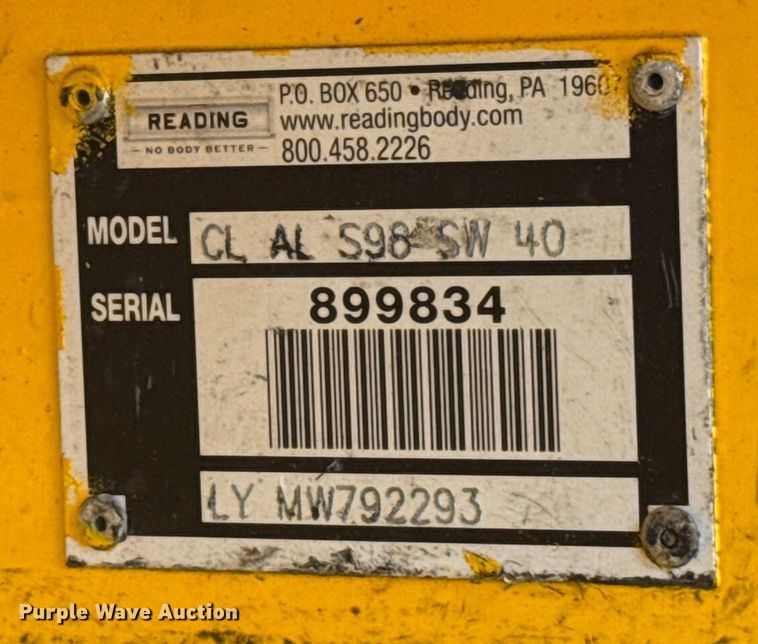 READING
— NO BODY BETTER —
P.O. BOX 650 • Reading, PA 19607
www.readingbody.com
800.458.2226
MODEL CL AL S98 SW 40
SERIAL 899834
LY MW792293
Purple Wave Auction